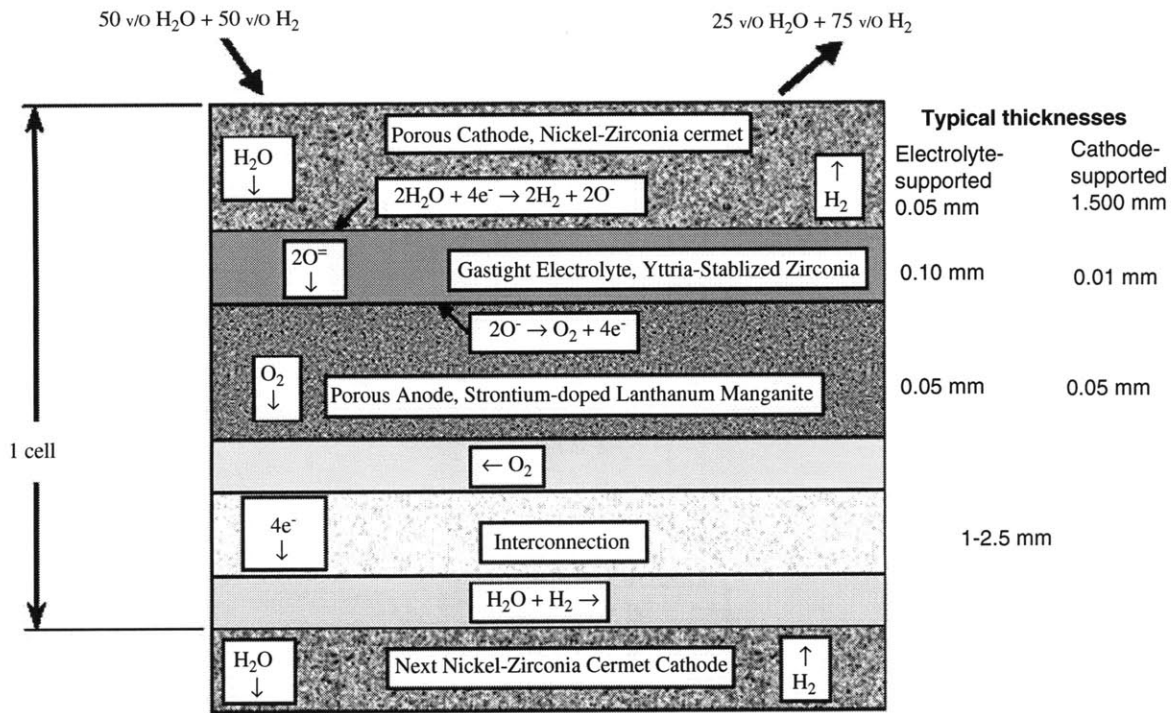 50 v/o H₂O + 50 v/o H₂
25 v/o H₂O + 75 v/o H₂
Typical thicknesses
Electrolyte-supported
0.05 mm
Cathode-supported
1.500 mm
Porous Cathode, Nickel-Zirconia cermet
H₂O
↓
2H₂O + 4e⁻ → 2H₂ + 2O⁻
↑
H₂
2O⁼
↓
Gastight Electrolyte, Yttria-Stablized Zirconia
0.10 mm
0.01 mm
2O⁻ → O₂ + 4e⁻
O₂
↓
Porous Anode, Strontium-doped Lanthanum Manganite
0.05 mm
0.05 mm
1 cell
← O₂
4e⁻
↓
Interconnection
1-2.5 mm
H₂O + H₂ →
H₂O
↓
Next Nickel-Zirconia Cermet Cathode
↑
H₂